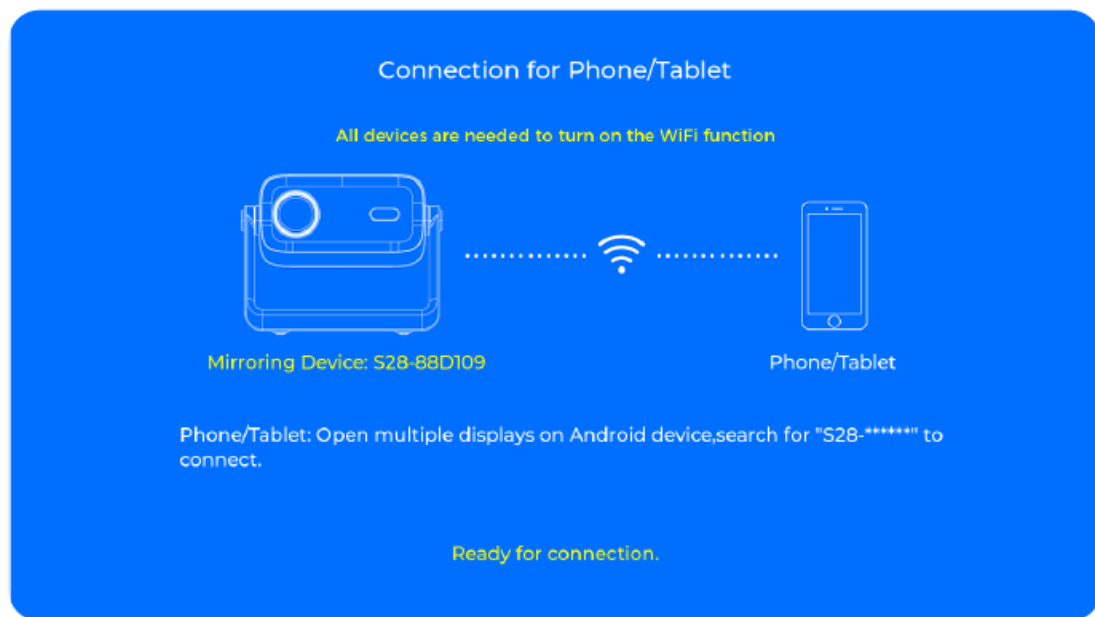 Connection for Phone/Tablet
All devices are needed to turn on the WiFi function
Mirroring Device: S28-88D109
Phone/Tablet
Phone/Tablet: Open multiple displays on Android device,search for "S28-******" to
connect.
Ready for connection.